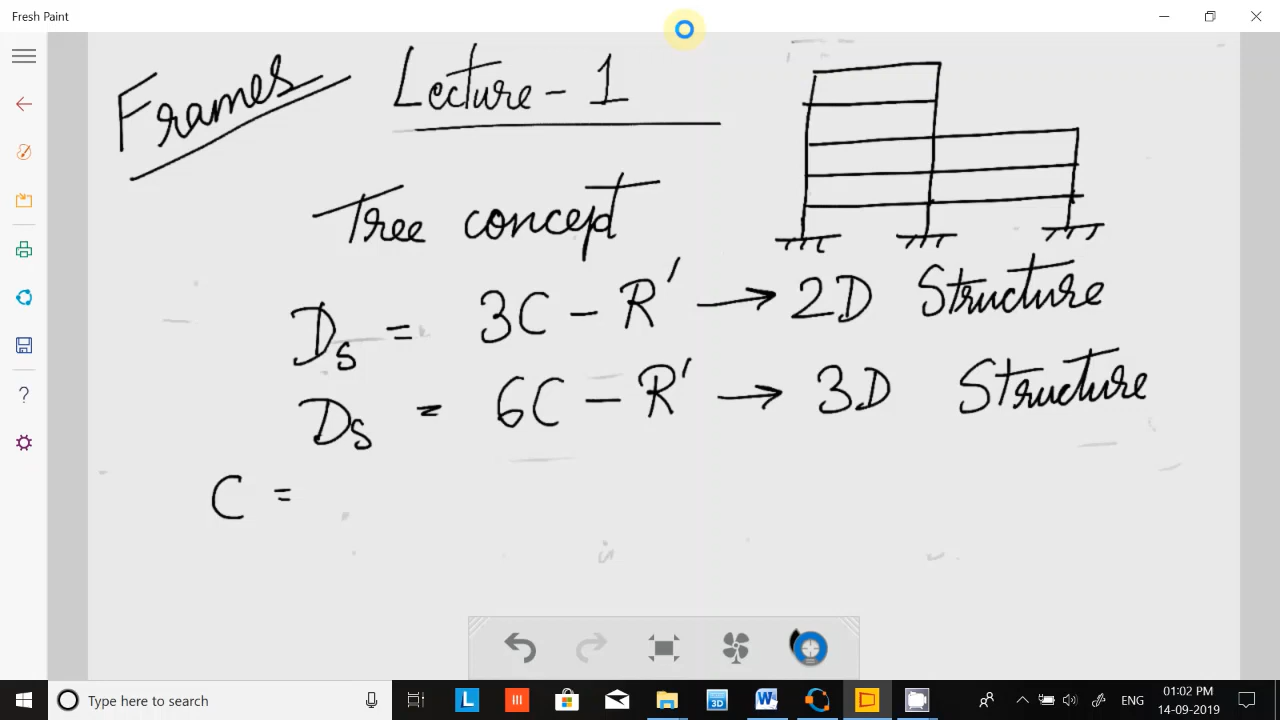 Fresh Paint
Frames Lecture - 1
Tree concept
Ds = 3C - R' → 2D Structure
Ds = 6C - R' → 3D Structure
C =
?
Type here to search
L
3D
W
ENG
01:02 PM
14-09-2019